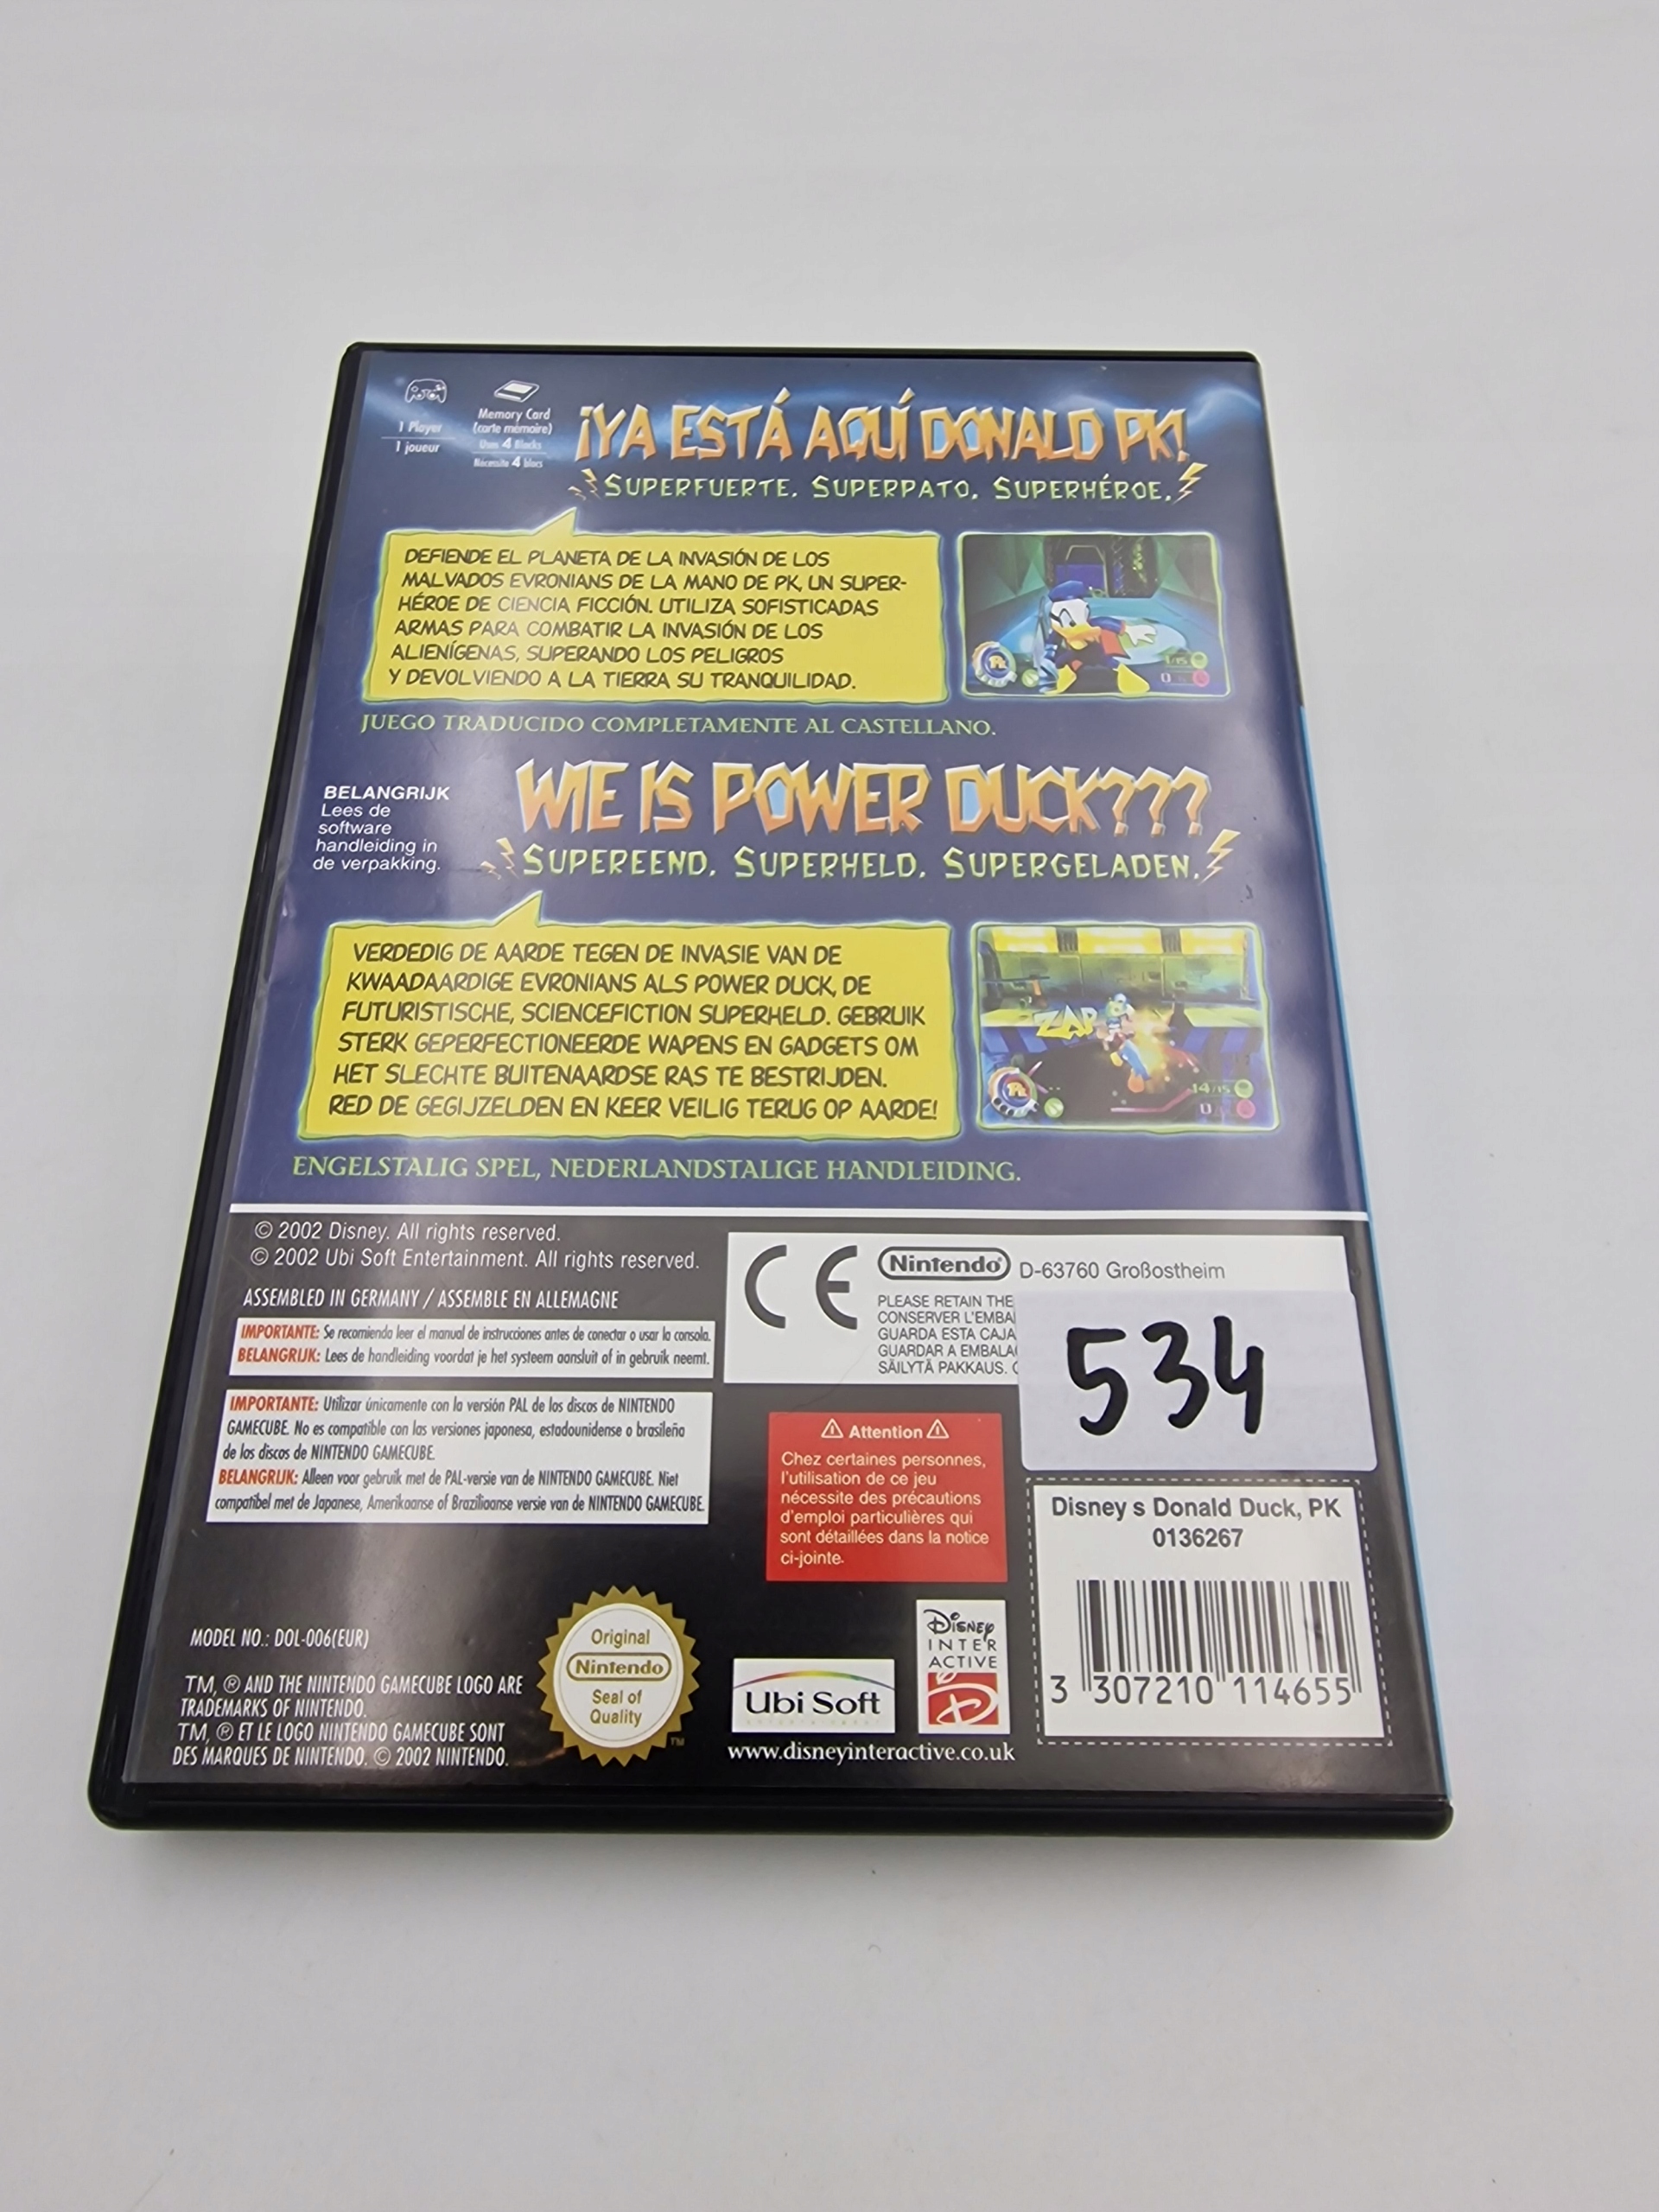 1 Player
1 joueur
Memory Card
(carte mémoire)
Uses 4 Blocks
Nécessite 4 blocs
¡YA ESTÁ AQUÍ DONALD PK!
SUPERFUERTE. SUPERPATO. SUPERHÉROE.
DEFIENDE EL PLANETA DE LA INVASIÓN DE LOS
MALVADOS EVRONIANS DE LA MANO DE PK, UN SUPER-
HÉROE DE CIENCIA FICCIÓN. UTILIZA SOFISTICADAS
ARMAS PARA COMBATIR LA INVASIÓN DE LOS
ALIENÍGENAS, SUPERANDO LOS PELIGROS
Y DEVOLVIENDO A LA TIERRA SU TRANQUILIDAD.
JUEGO TRADUCIDO COMPLETAMENTE AL CASTELLANO.
BELANGRIJK
Lees de
software
handleiding in
de verpakking.
WIE IS POWER DUCK???
SUPEREEND. SUPERHELD. SUPERGELADEN.
VERDEDIG DE AARDE TEGEN DE INVASIE VAN DE
KWAADAARDIGE EVRONIANS ALS POWER DUCK, DE
FUTURISTISCHE, SCIENCEFICTION SUPERHELD. GEBRUIK
STERK GEPERFECTIONEERDE WAPENS EN GADGETS OM
HET SLECHTE BUITENAARDSE RAS TE BESTRIJDEN.
RED DE GEGIJZELDEN EN KEER VEILIG TERUG OP AARDE!
ZAP
14/15
ENGELSTALIG SPEL, NEDERLANDSTALIGE HANDLEIDING.
© 2002 Disney. All rights reserved.
© 2002 Ubi Soft Entertainment. All rights reserved.
ASSEMBLED IN GERMANY / ASSEMBLE EN ALLEMAGNE
IMPORTANTE: Se recomienda leer el manual de instrucciones antes de conectar o usar la consola.
BELANGRIJK: Lees de handleiding voordat je het systeem aansluit of in gebruik neemt.
IMPORTANTE: Utilizar únicamente con la versión PAL de los discos de NINTENDO
GAMECUBE. No es compatible con las versiones japonesa, estadounidense o brasileña
de los discos de NINTENDO GAMECUBE.
BELANGRIJK: Alleen voor gebruik met de PAL-versie van de NINTENDO GAMECUBE. Niet
compatibel met de Japanese, Amerikaanse of Braziliaanse versie van de NINTENDO GAMECUBE.
CE
Nintendo® D-63760 Großostheim
PLEASE RETAIN THE
CONSERVER L'EMBA
GUARDA ESTA CAJA
GUARDAR A EMBALA
SÄILYTÄ PAKKAUS.
534
Attention
Chez certaines personnes,
l'utilisation de ce jeu
nécessite des précautions
d'emploi particulières qui
sont détaillées dans la notice
ci-jointe.
Disney s Donald Duck, PK
0136267
3 307210 114655
MODEL NO.: DOL-006(EUR)
TM, ® AND THE NINTENDO GAMECUBE LOGO ARE
TRADEMARKS OF NINTENDO.
TM, ® ET LE LOGO NINTENDO GAMECUBE SONT
DES MARQUES DE NINTENDO. © 2002 NINTENDO.
Original
Nintendo
Seal of
Quality
TM
Ubi Soft
ENTERTAINMENT
DISNEY
INTER
ACTIVE
www.disneyinteractive.co.uk